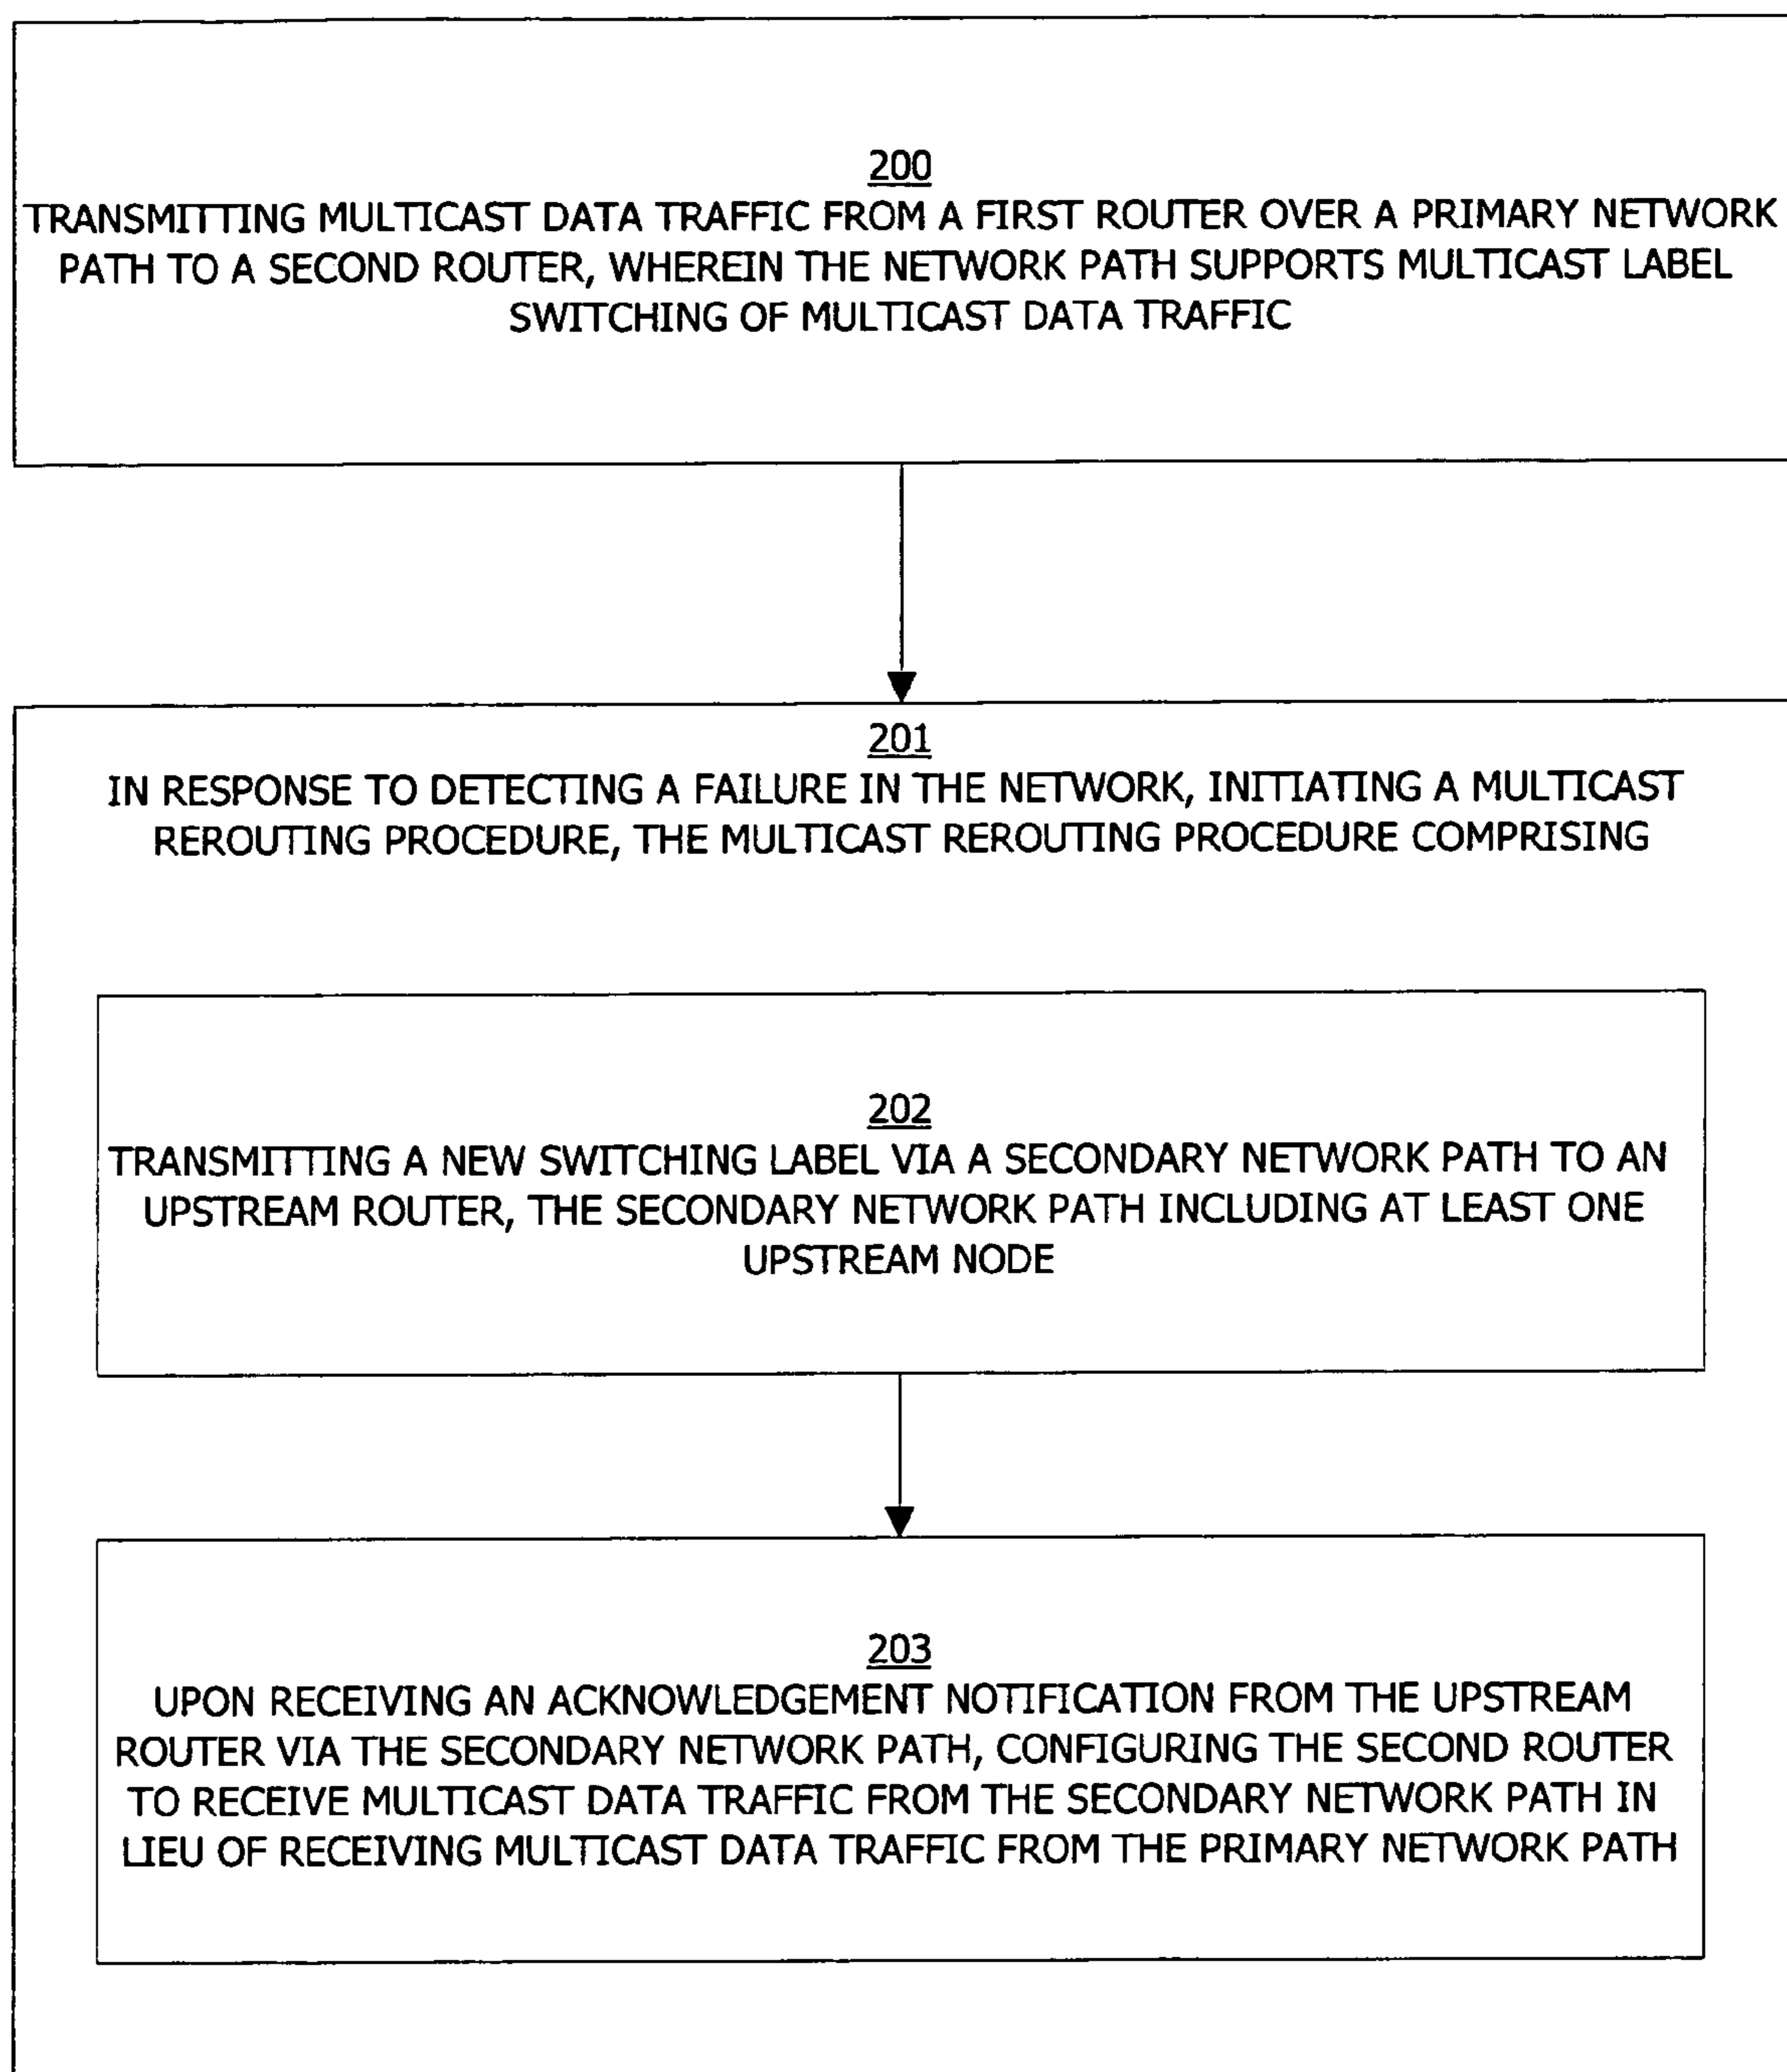 200
TRANSMITTING MULTICAST DATA TRAFFIC FROM A FIRST ROUTER OVER A PRIMARY NETWORK
PATH TO A SECOND ROUTER, WHEREIN THE NETWORK PATH SUPPORTS MULTICAST LABEL
SWITCHING OF MULTICAST DATA TRAFFIC
201
IN RESPONSE TO DETECTING A FAILURE IN THE NETWORK, INITIATING A MULTICAST
REROUTING PROCEDURE, THE MULTICAST REROUTING PROCEDURE COMPRISING
202
TRANSMITTING A NEW SWITCHING LABEL VIA A SECONDARY NETWORK PATH TO AN
UPSTREAM ROUTER, THE SECONDARY NETWORK PATH INCLUDING AT LEAST ONE
UPSTREAM NODE
203
UPON RECEIVING AN ACKNOWLEDGEMENT NOTIFICATION FROM THE UPSTREAM
ROUTER VIA THE SECONDARY NETWORK PATH, CONFIGURING THE SECOND ROUTER
TO RECEIVE MULTICAST DATA TRAFFIC FROM THE SECONDARY NETWORK PATH IN
LIEU OF RECEIVING MULTICAST DATA TRAFFIC FROM THE PRIMARY NETWORK PATH